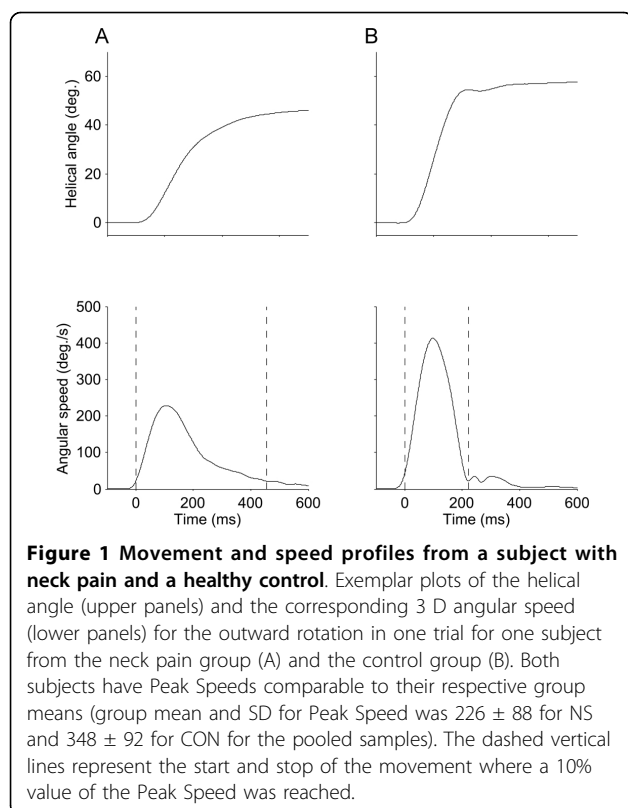 A
B
Helical angle (deg.)
60
40
20
0
Angular speed (deg./s)
500
400
300
200
100
0
0 200 400 600
Time (ms)
0 200 400 600
Time (ms)
Figure 1 Movement and speed profiles from a subject with
neck pain and a healthy control. Exemplar plots of the helical
angle (upper panels) and the corresponding 3 D angular speed
(lower panels) for the outward rotation in one trial for one subject
from the neck pain group (A) and the control group (B). Both
subjects have Peak Speeds comparable to their respective group
means (group mean and SD for Peak Speed was 226 ± 88 for NS
and 348 ± 92 for CON for the pooled samples). The dashed vertical
lines represent the start and stop of the movement where a 10%
value of the Peak Speed was reached.